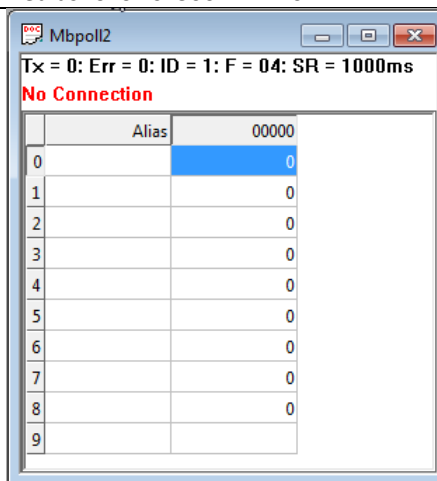 Mbpoll2
Tx = 0: Err = 0: ID = 1: F = 04: SR = 1000ms
No Connection
Alias 00000
0 0
1 0
2 0
3 0
4 0
5 0
6 0
7 0
8 0
9